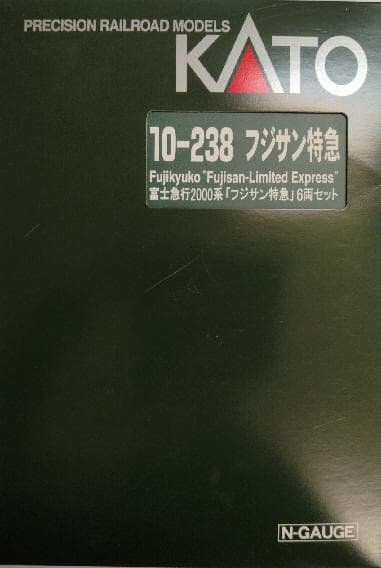 PRECISION RAILROAD MODELS
KATO
10-238 フジサン特急
Fujikyuko "Fujisan-Limited Express"
富士急行2000系「フジサン特急」6両セット
N-GAUGE